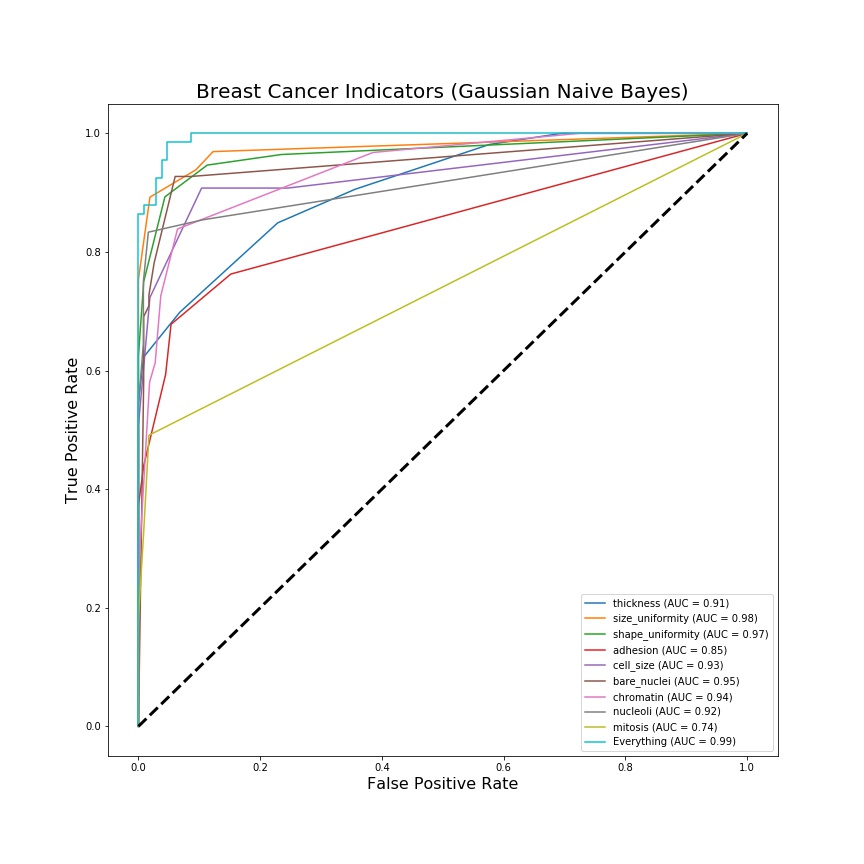 Breast Cancer Indicators (Gaussian Naive Bayes)
True Positive Rate
1.0
0.8
0.6
0.4
0.2
0.0
thickness (AUC = 0.91)
size_uniformity (AUC = 0.98)
shape_uniformity (AUC = 0.97)
adhesion (AUC = 0.85)
cell_size (AUC = 0.93)
bare_nuclei (AUC = 0.95)
chromatin (AUC = 0.94)
nucleoli (AUC = 0.92)
mitosis (AUC = 0.74)
Everything (AUC = 0.99)
0.0 0.2 0.4 0.6 0.8 1.0
False Positive Rate